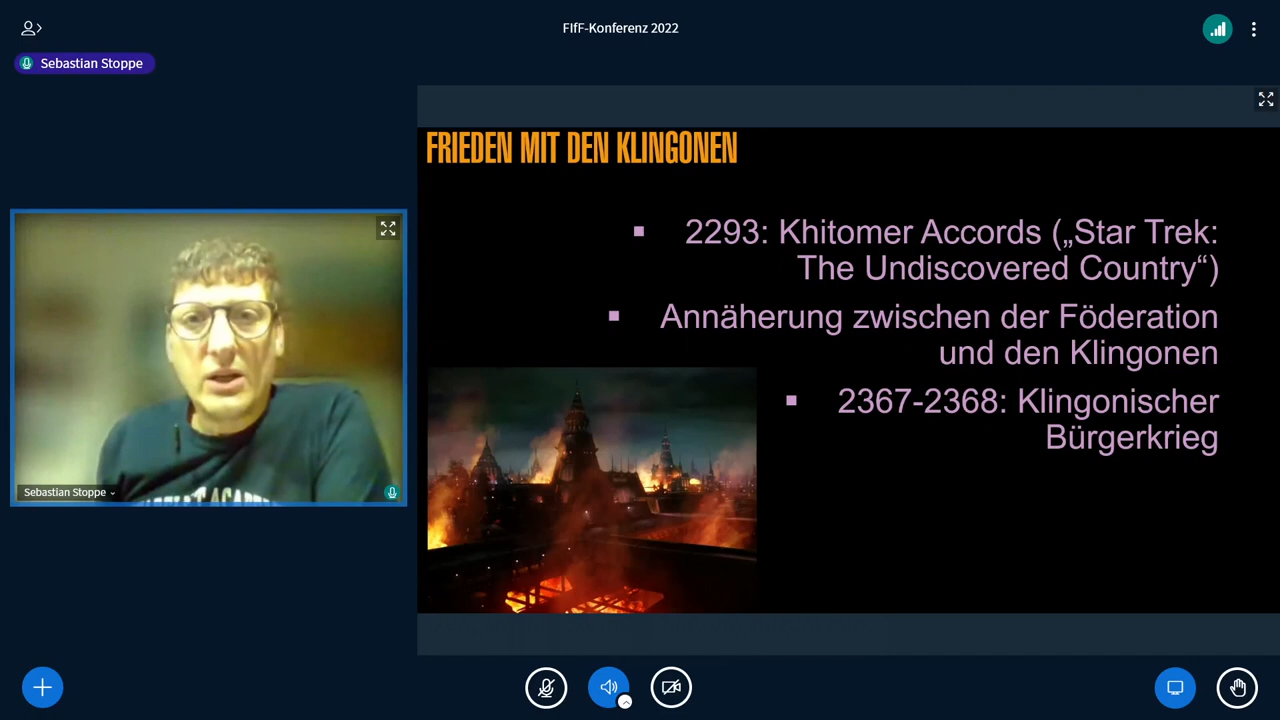 FIfF-Konferenz 2022
Sebastian Stoppe
FRIEDEN MIT DEN KLINGONEN
▪ 2293: Khitomer Accords („Star Trek:
The Undiscovered Country“)
▪ Annäherung zwischen der Föderation
und den Klingonen
▪ 2367-2368: Klingonischer
Bürgerkrieg
Sebastian Stoppe